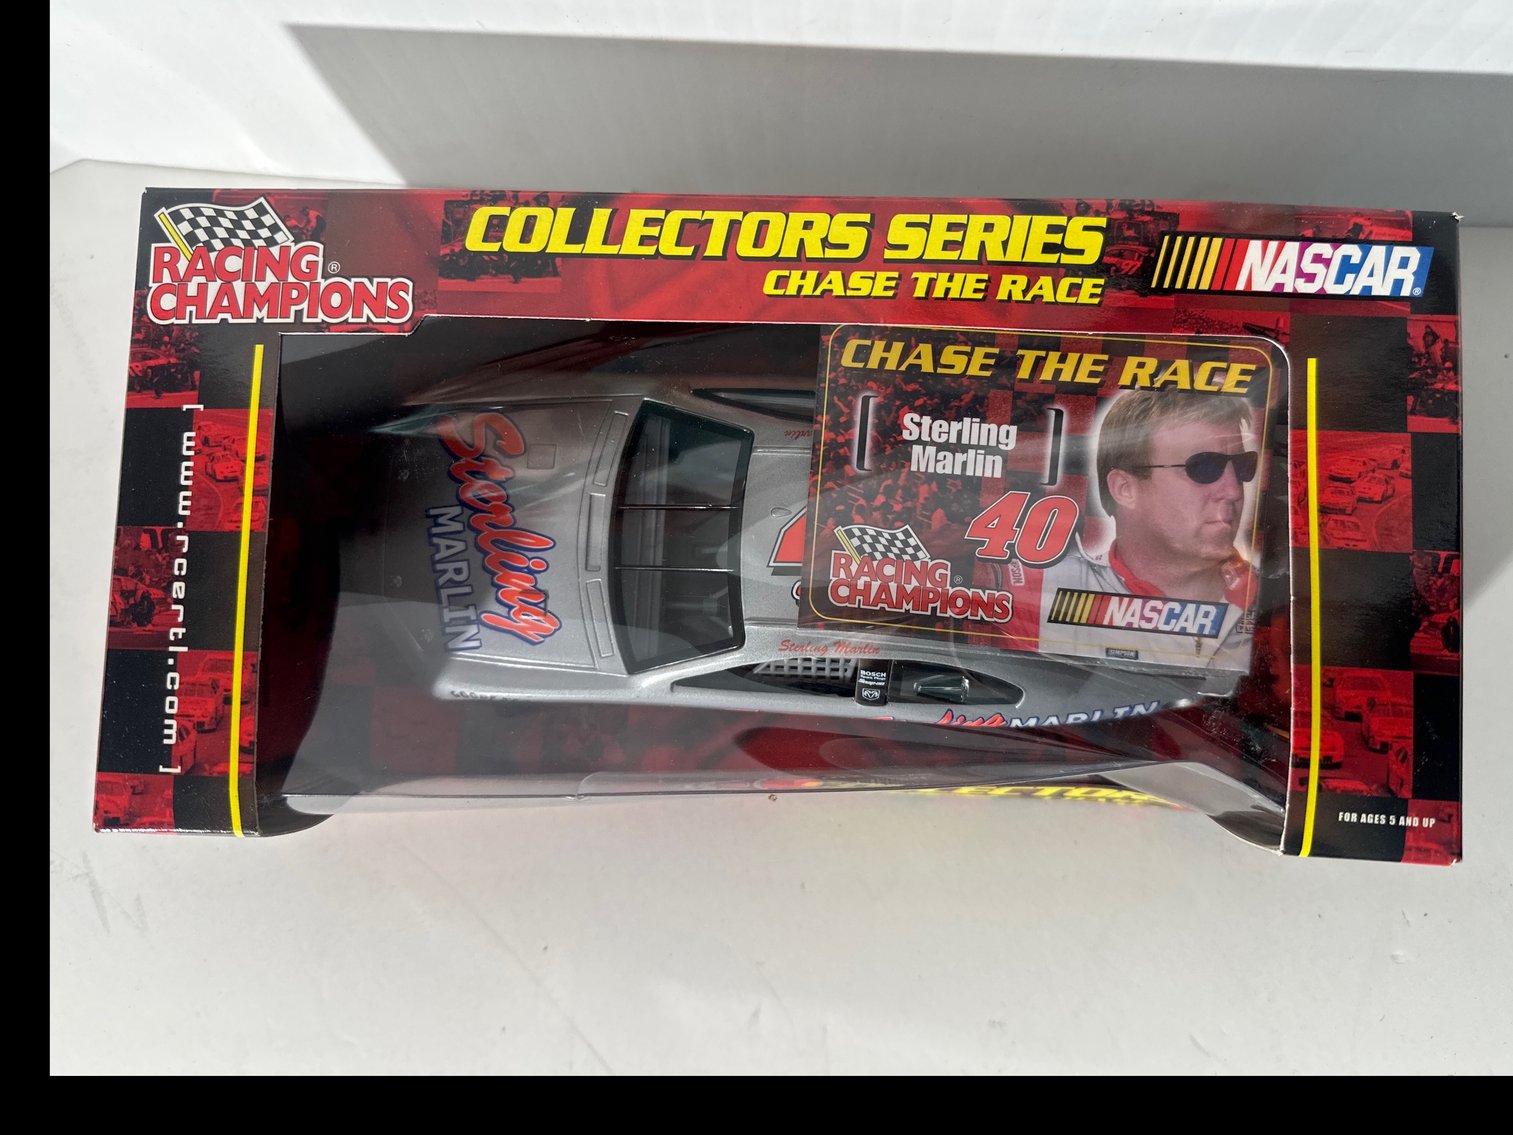 RACING
CHAMPIONS®
COLLECTORS SERIES
CHASE THE RACE
NASCAR®
[ www.rcertl.com ]
CHASE THE RACE
Sterling
Marlin
40
RACING
CHAMPIONS®
NASCAR
Sterling
MARLIN
Sterling Marlin
BOSCH
MARLIN
FOR AGES 5 AND UP